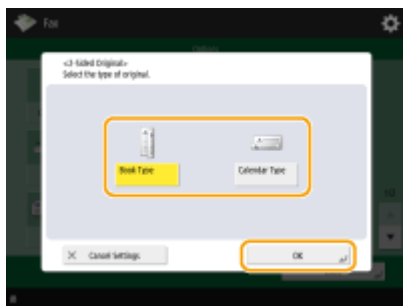 Fax
<2-Sided Original>
Select the type of original.
Book Type
Calendar Type
Cancel Settings
OK